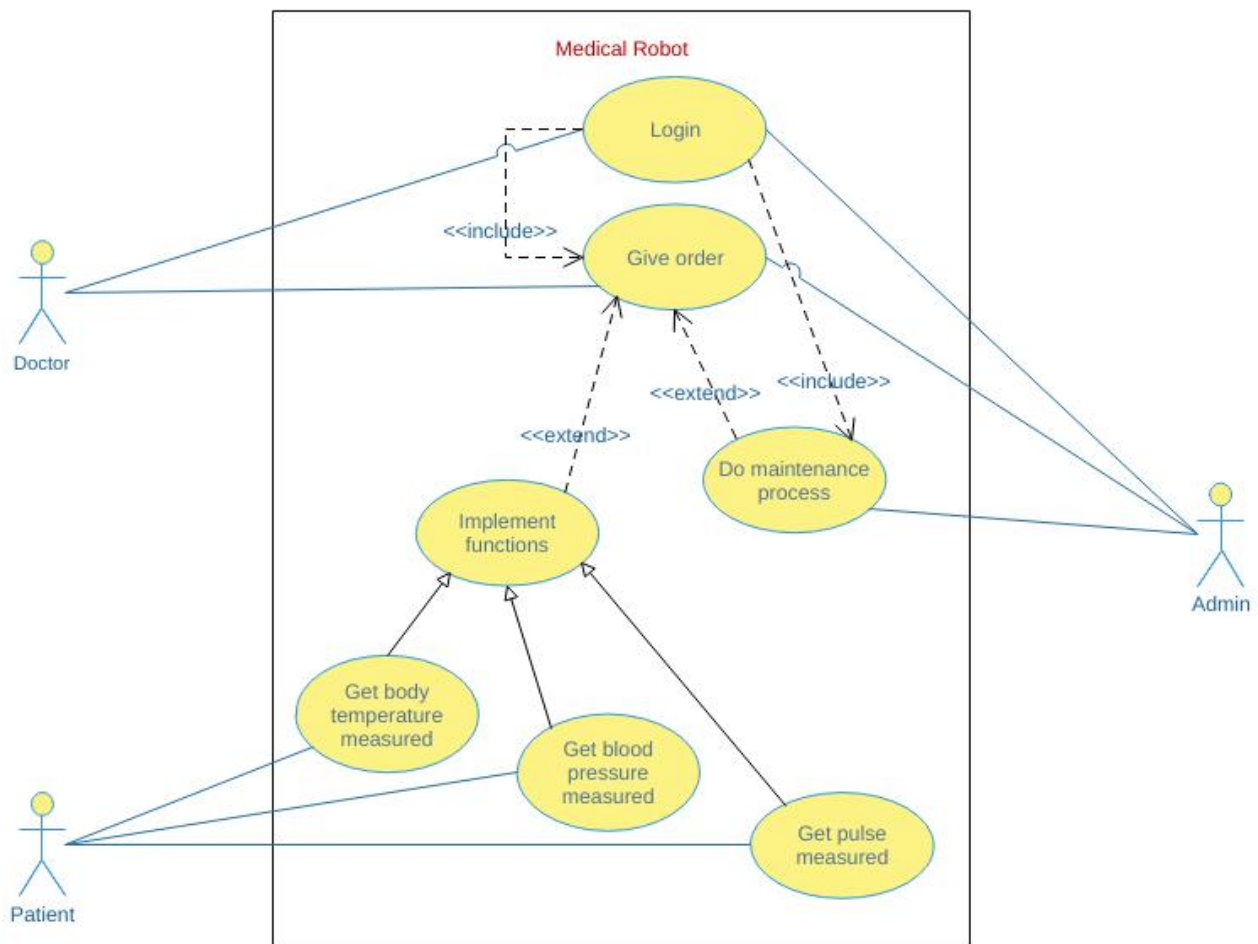 Medical Robot
Login
<<include>>
Give order
Doctor
<<include>>
<<extend>>
<<extend>>
Do maintenance
process
Implement
functions
Admin
Get body
temperature
measured
Get blood
pressure
measured
Get pulse
measured
Patient